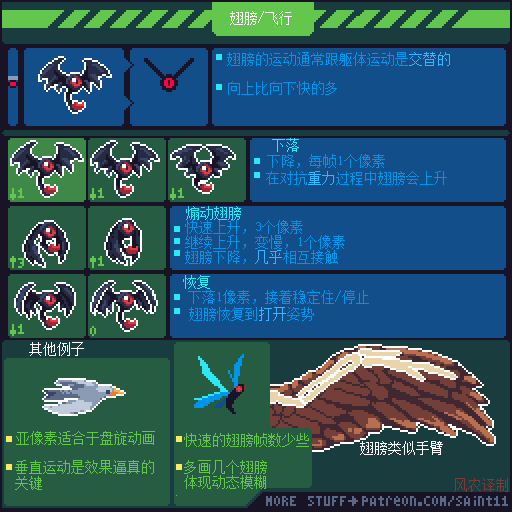 翅膀/飞行
翅膀的运动通常跟躯体运动是交替的
向上比向下快的多
下落
下降，每帧1个像素
在对抗重力过程中翅膀会上升
↓1
↓1
↓1
煽动翅膀
快速上升，3个像素
继续上升，变慢，1个像素
翅膀下降，几乎相互接触
↑3
↑1
恢复
下落1像素，接着稳定住/停止
翅膀恢复到打开姿势
↓1
0
其他例子
亚像素适合于盘旋动画
垂直运动是效果逼真的
关键
快速的翅膀帧数少些
多画几个翅膀
体现动态模糊
翅膀类似手臂
风农译制
MORE STUFF→PATREON.COM/SAINT11